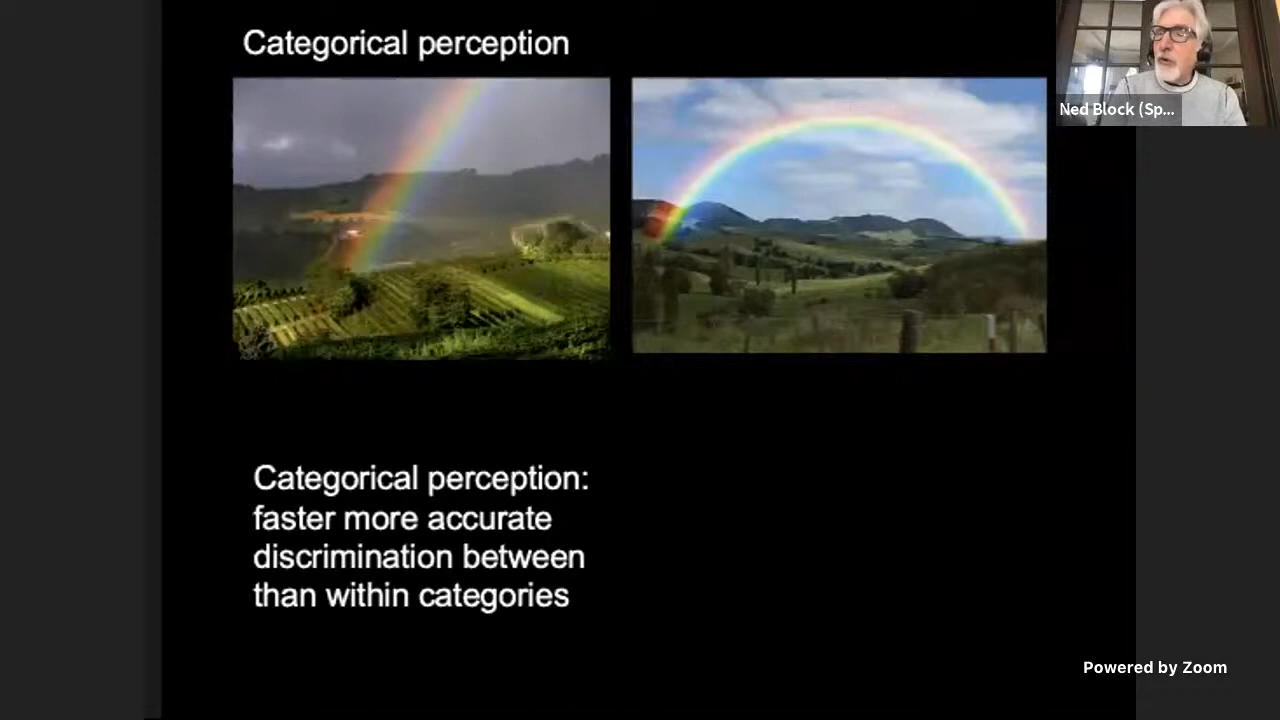 Categorical perception
Ned Block (Sp...
Categorical perception:
faster more accurate
discrimination between
than within categories
Powered by Zoom